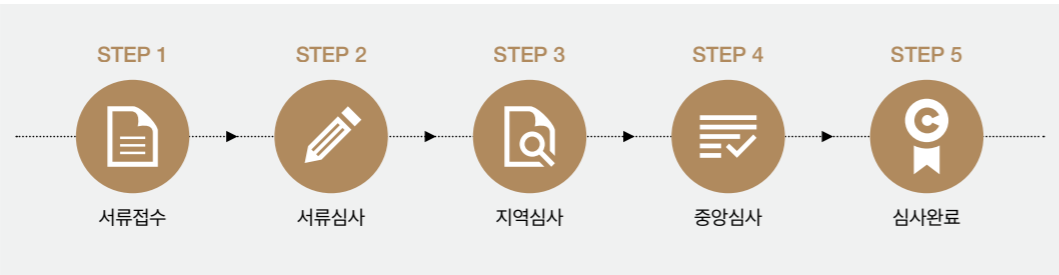 STEP 1
STEP 2
STEP 3
STEP 4
STEP 5
C
서류접수
서류심사
지역심사
중앙심사
심사완료